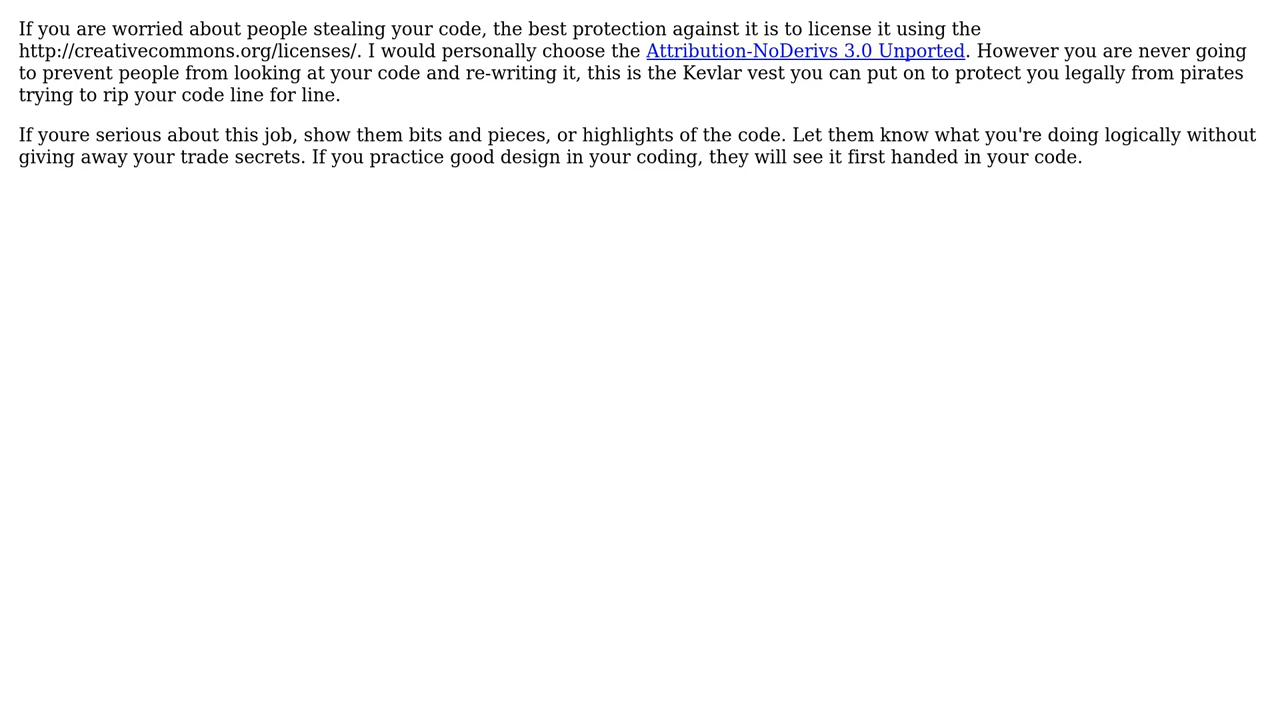 If you are worried about people stealing your code, the best protection against it is to license it using the
http://creativecommons.org/licenses/. I would personally choose the Attribution-NoDerivs 3.0 Unported. However you are never going
to prevent people from looking at your code and re-writing it, this is the Kevlar vest you can put on to protect you legally from pirates
trying to rip your code line for line.
If youre serious about this job, show them bits and pieces, or highlights of the code. Let them know what you're doing logically without
giving away your trade secrets. If you practice good design in your coding, they will see it first handed in your code.